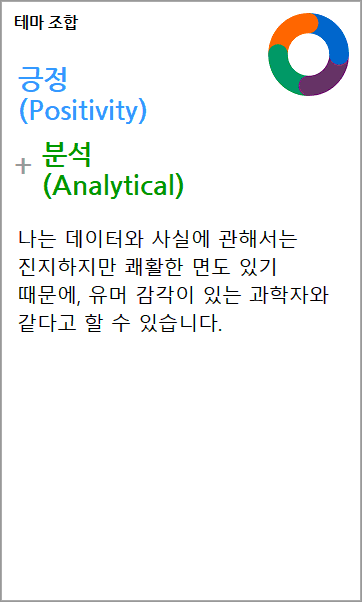 테마 조합
긍정
(Positivity)
+ 분석
(Analytical)
나는 데이터와 사실에 관해서는
진지하지만 쾌활한 면도 있기
때문에, 유머 감각이 있는 과학자와
같다고 할 수 있습니다.